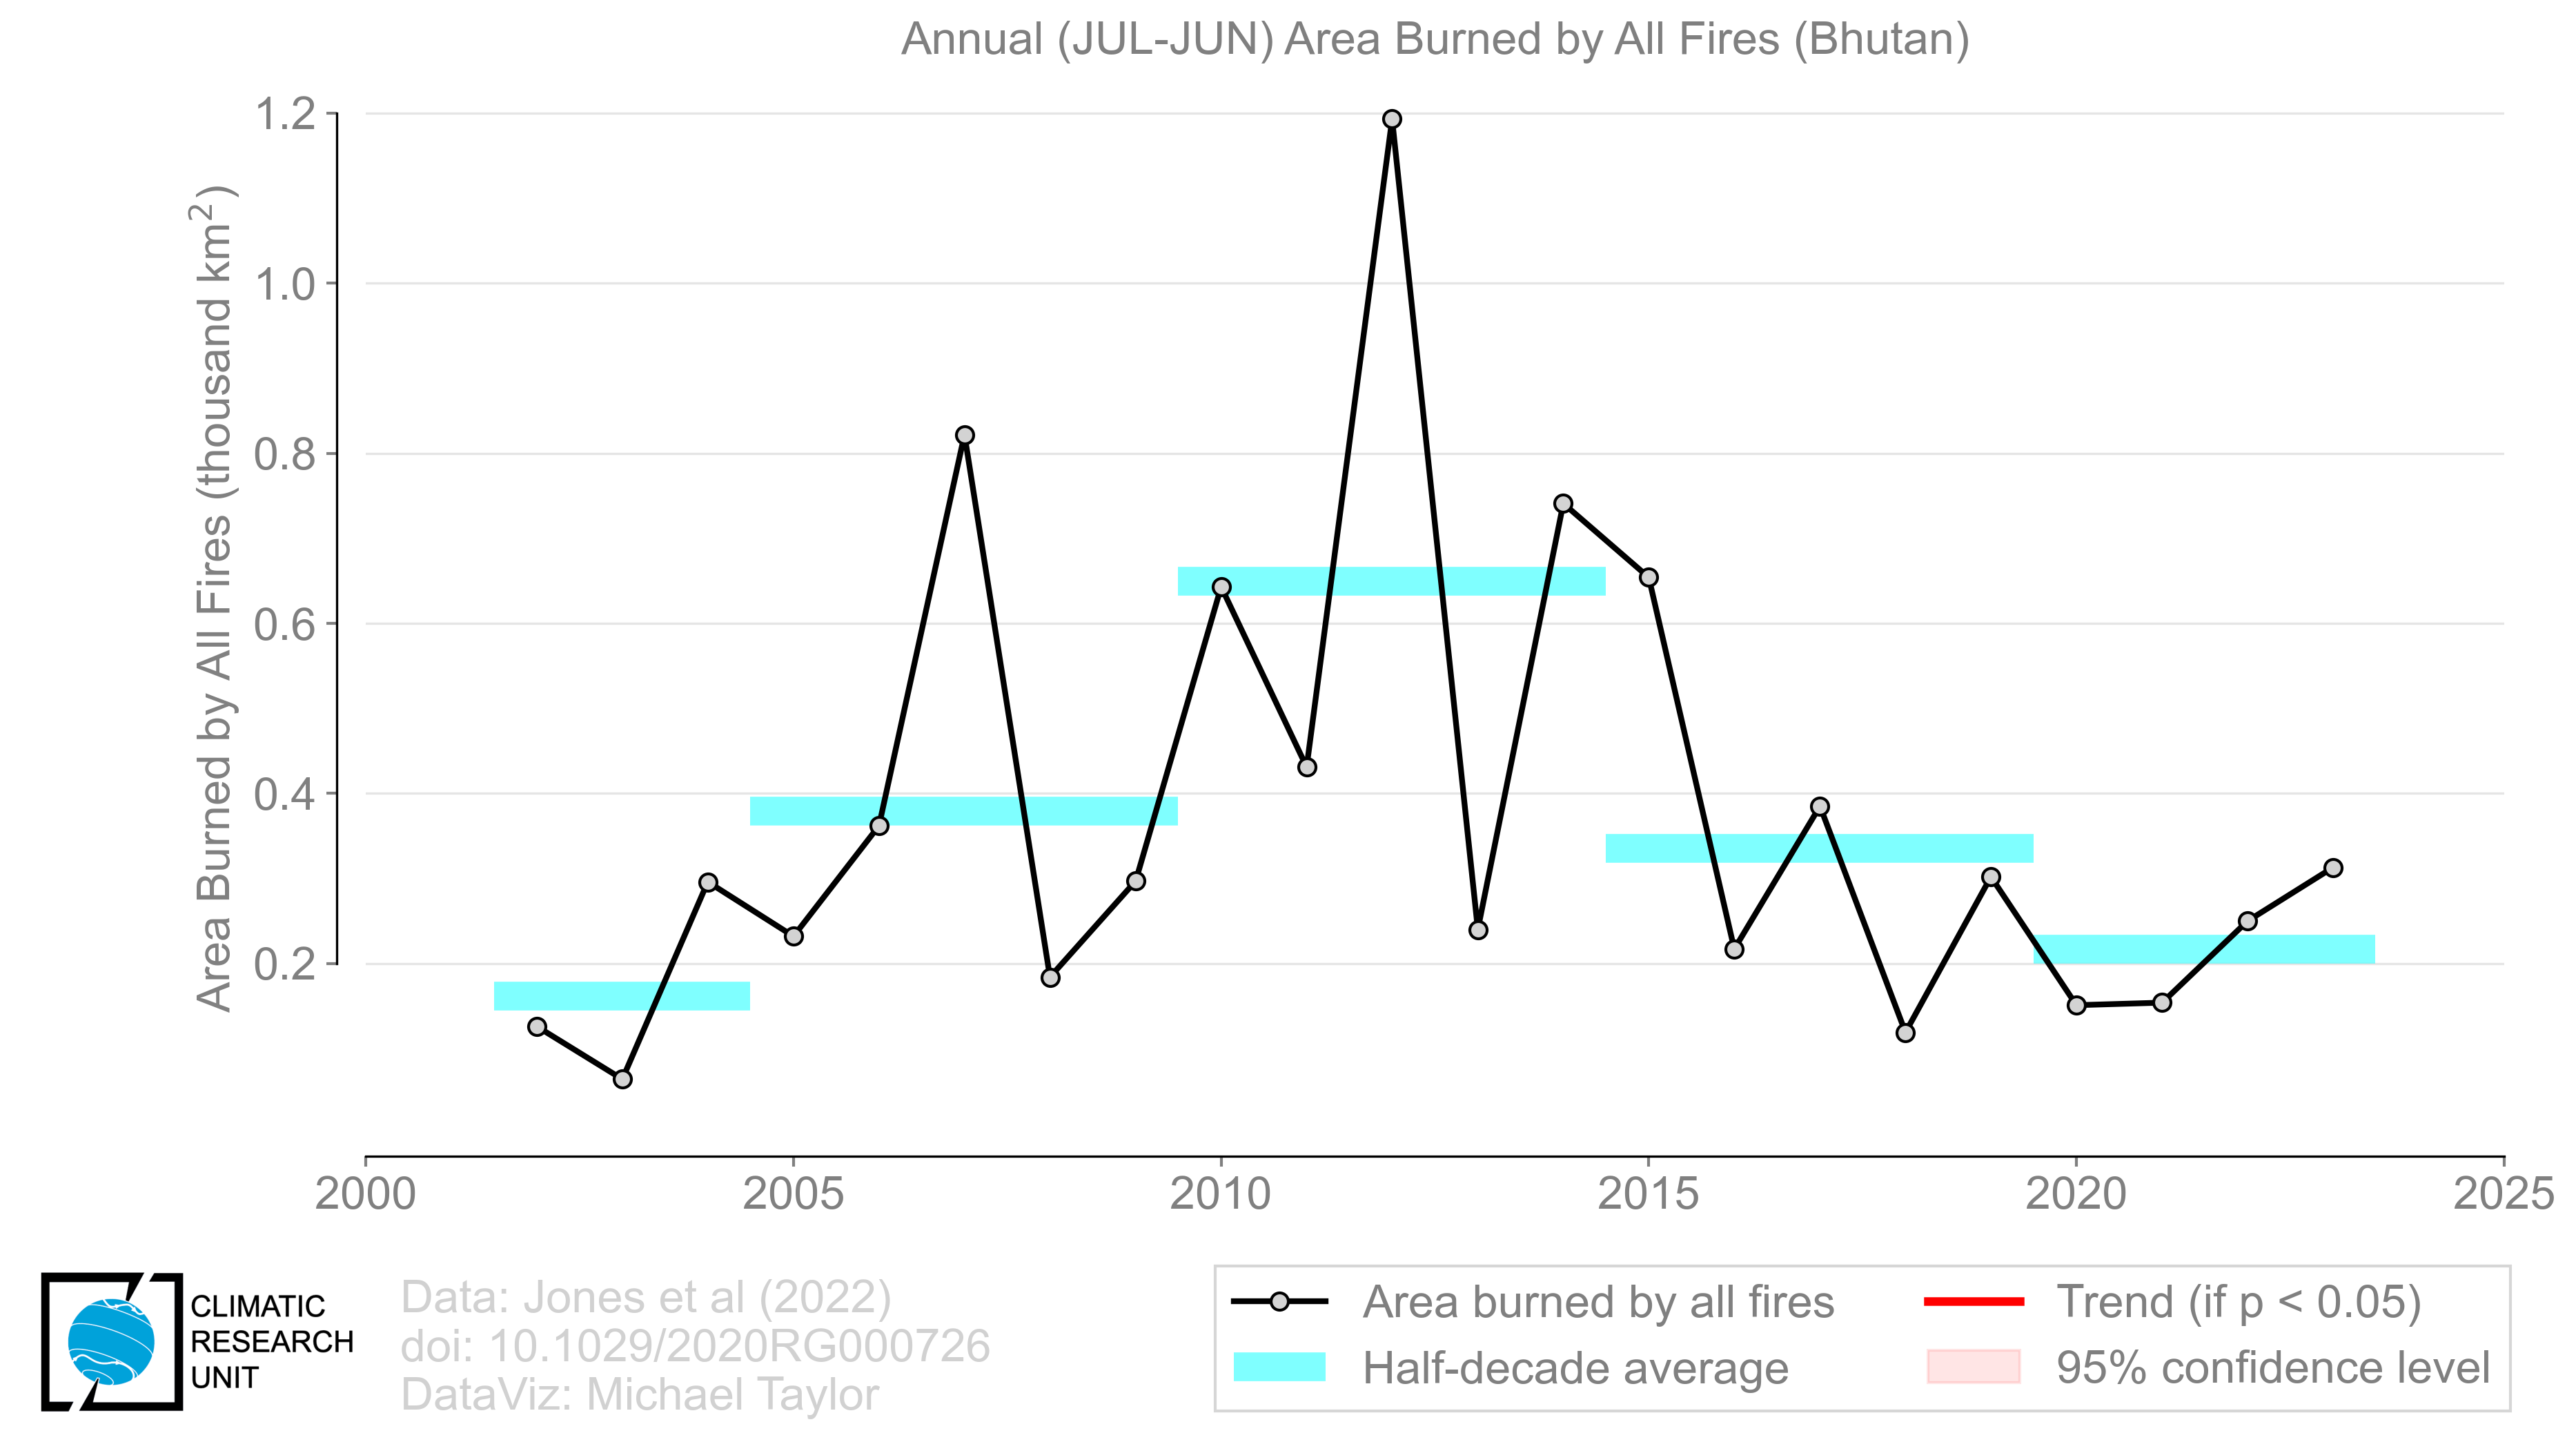 Annual (JUL-JUN) Area Burned by All Fires (Bhutan)
Area Burned by All Fires (thousand km²)
1.2
1.0
0.8
0.6
0.4
0.2
2000 2005 2010 2015 2020 2025
CLIMATIC
RESEARCH
UNIT
Data: Jones et al (2022)
doi: 10.1029/2020RG000726
DataViz: Michael Taylor
Area burned by all fires
Half-decade average
Trend (if p < 0.05)
95% confidence level